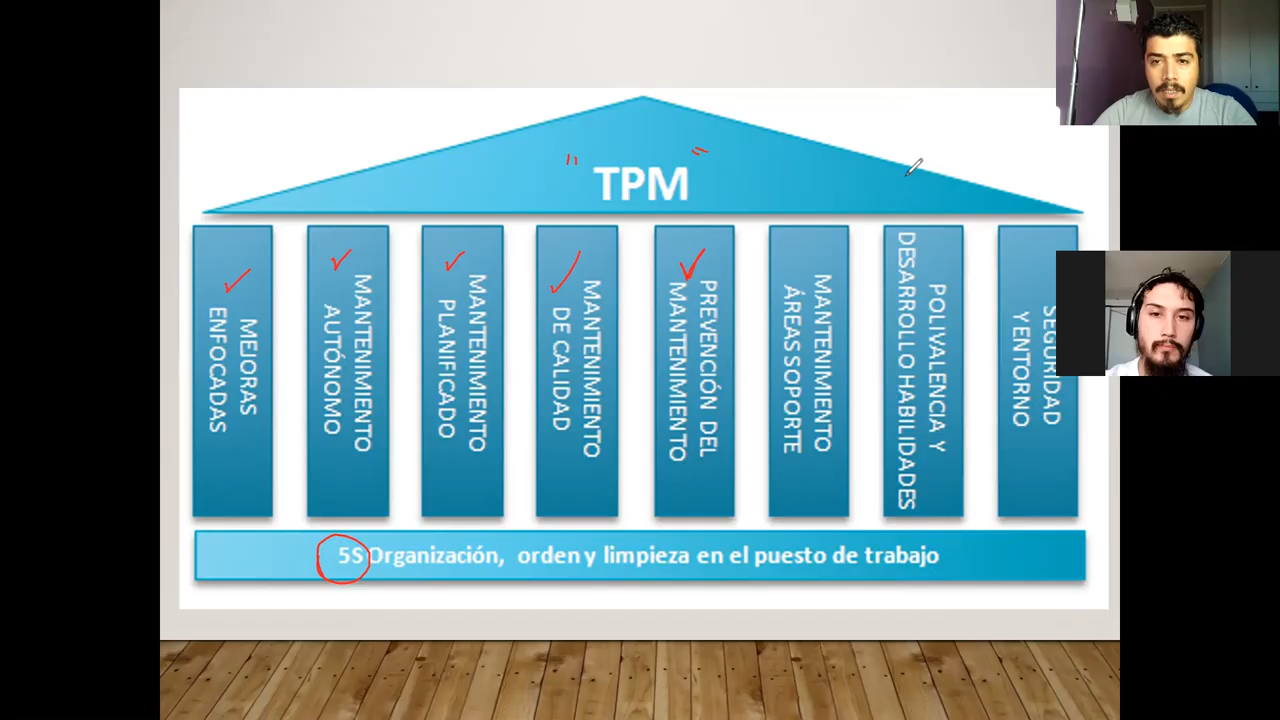 TPM
MEJORAS
ENFOCADAS
MANTENIMIENTO
AUTÓNOMO
MANTENIMIENTO
PLANIFICADO
MANTENIMIENTO
DE CALIDAD
PREVENCIÓN DEL
MANTENIMIENTO
MANTENIMIENTO
ÁREAS SOPORTE
POLIVALENCIA Y
DESARROLLO HABILIDADES
SEGURIDAD
Y ENTORNO
5S Organización, orden y limpieza en el puesto de trabajo